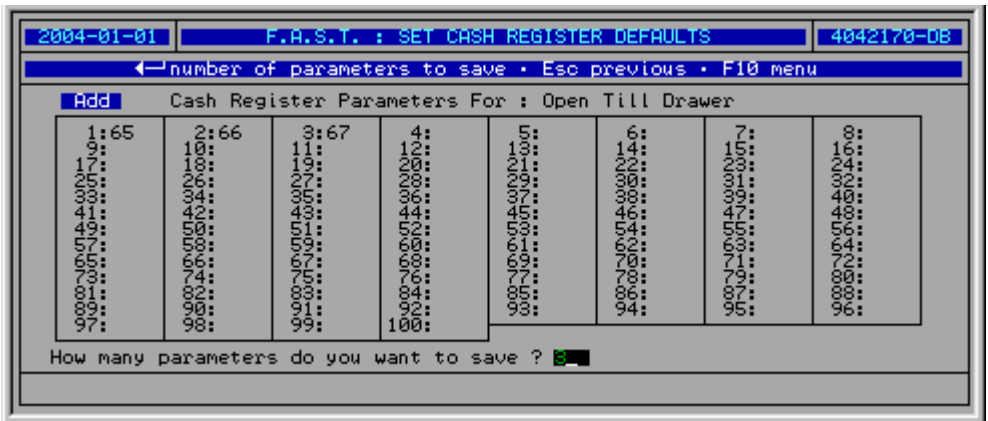 2004-01-01 F.A.S.T. : SET CASH REGISTER DEFAULTS 4042170-DB
←┘number of parameters to save · Esc previous · F10 menu
Add Cash Register Parameters For : Open Till Drawer
1:65 2:66 3:67 4: 5: 6: 7: 8:
9: 10: 11: 12: 13: 14: 15: 16:
17: 18: 19: 20: 21: 22: 23: 24:
25: 26: 27: 28: 29: 30: 31: 32:
33: 34: 35: 36: 37: 38: 39: 40:
41: 42: 43: 44: 45: 46: 47: 48:
49: 50: 51: 52: 53: 54: 55: 56:
57: 58: 59: 60: 61: 62: 63: 64:
65: 66: 67: 68: 69: 70: 71: 72:
73: 74: 75: 76: 77: 78: 79: 80:
81: 82: 83: 84: 85: 86: 87: 88:
89: 90: 91: 92: 93: 94: 95: 96:
97: 98: 99: 100:
How many parameters do you want to save ? 3_